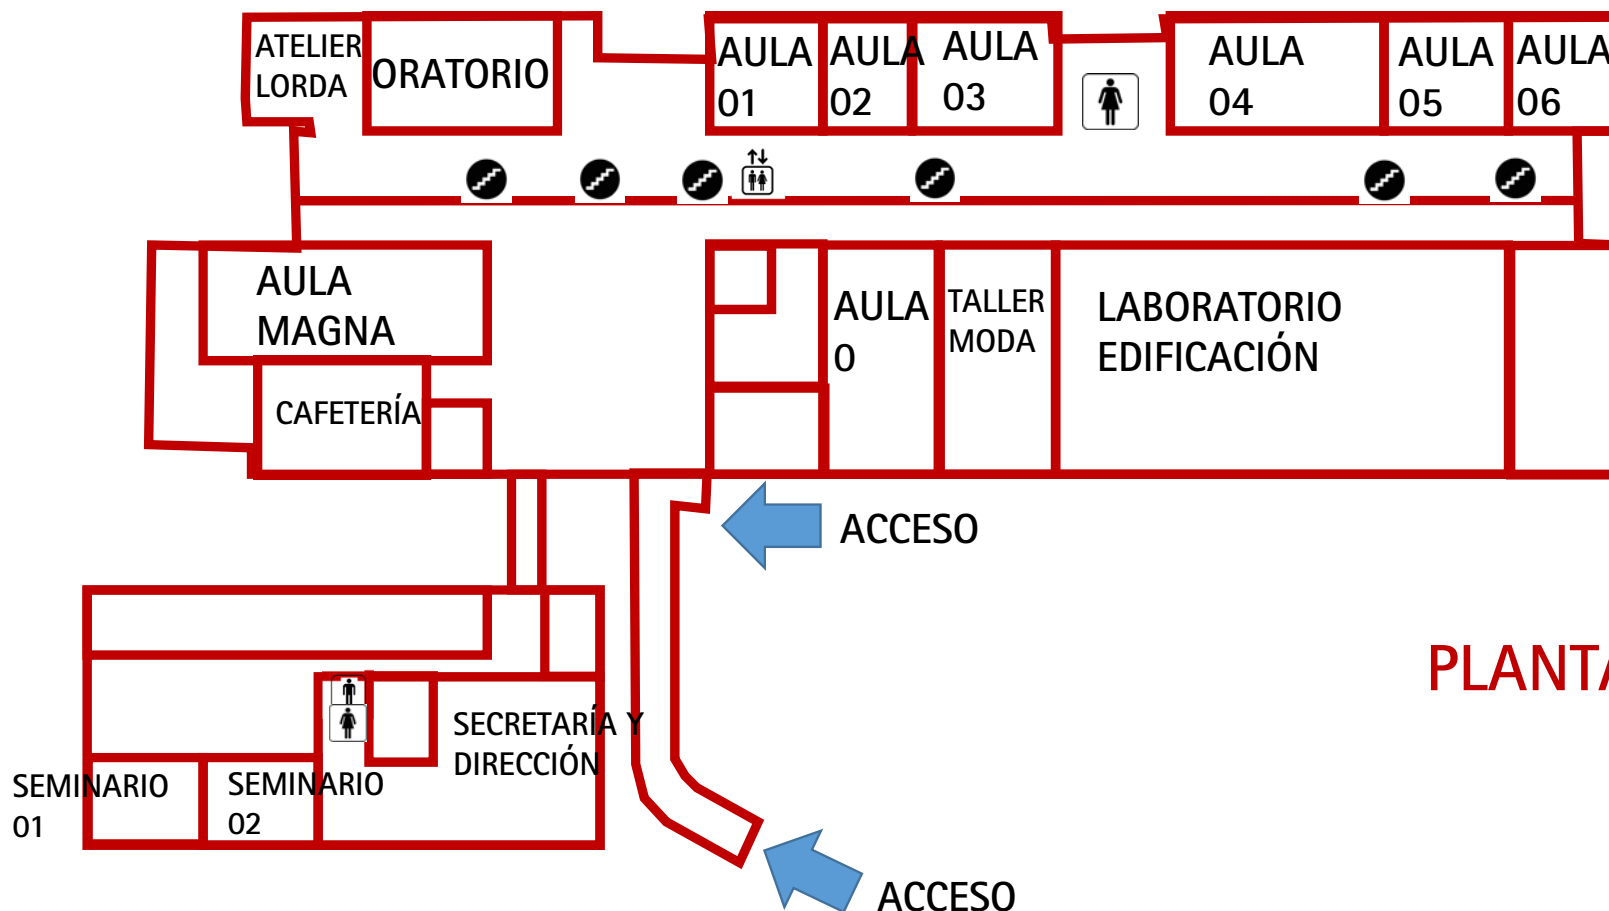 ATELIER
LORDA
ORATORIO
AULA
01
AULA
02
AULA
03
AULA
04
AULA
05
AULA
06
AULA
MAGNA
CAFETERÍA
AULA
0
TALLER
MODA
LABORATORIO
EDIFICACIÓN
ACCESO
PLANTA
SECRETARÍA Y
DIRECCIÓN
SEMINARIO
01
SEMINARIO
02
ACCESO